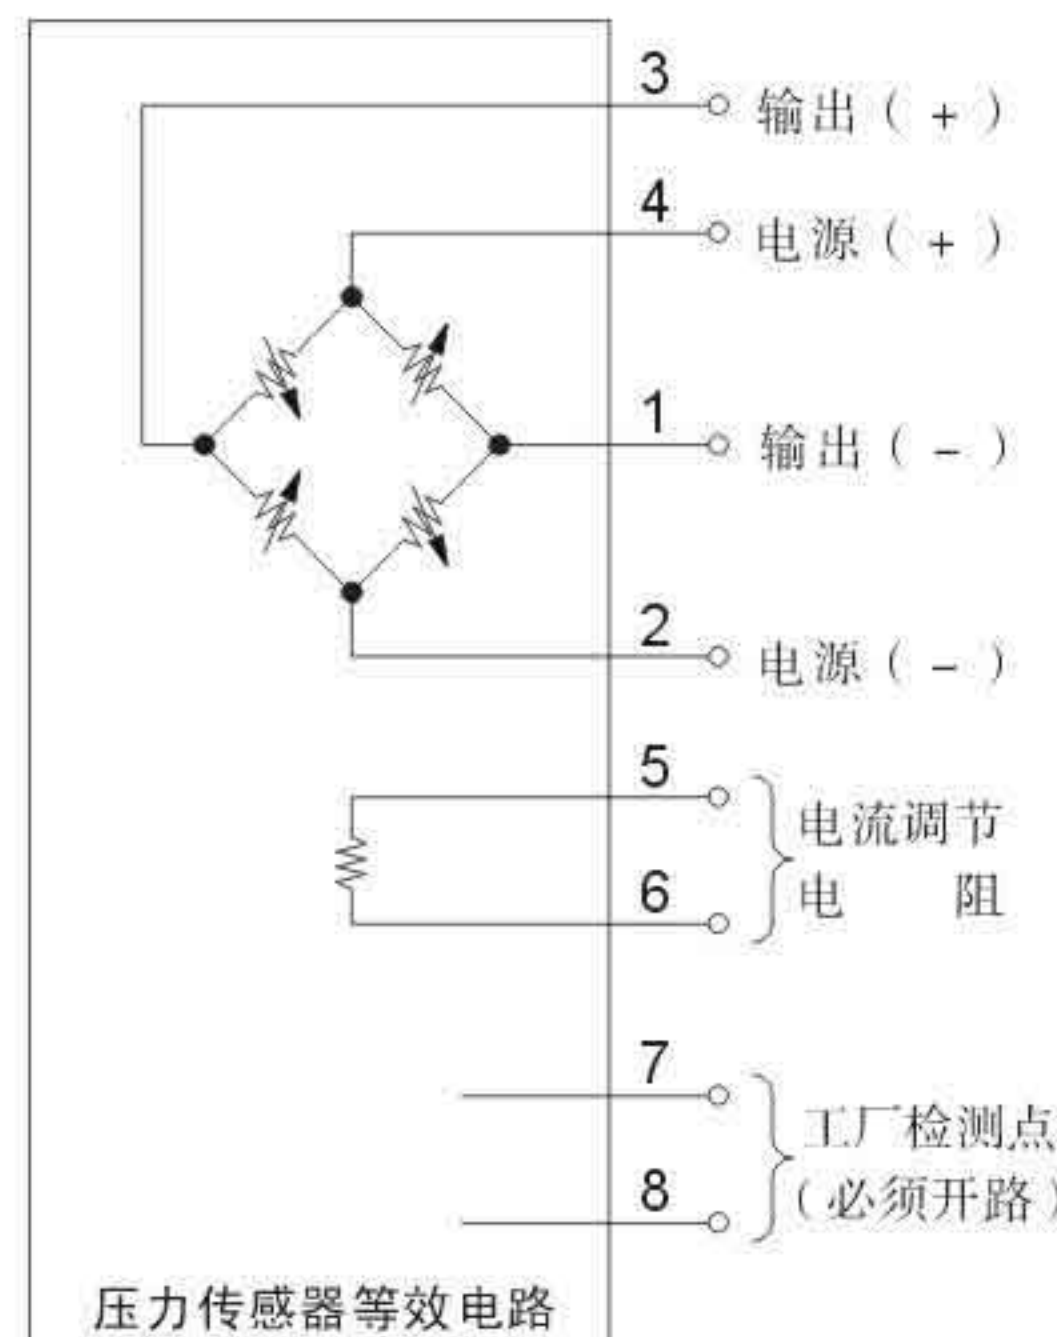 3
输出（+）
4
电源（+）
1
输出（-）
2
电源（-）
5
电流调节
6
电 阻
7
工厂检测点
8
（必须开路）
压力传感器等效电路